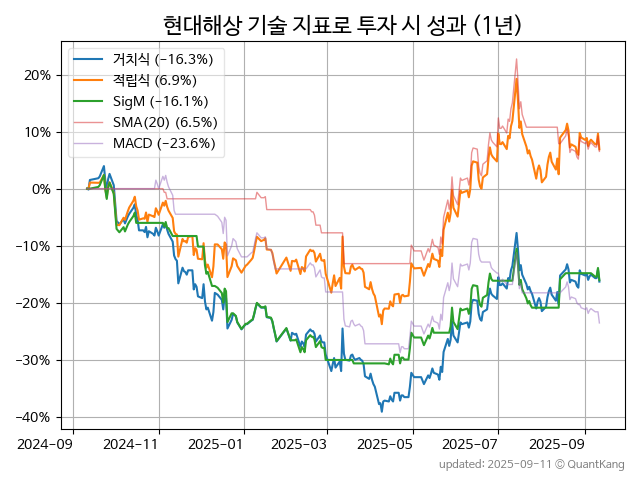 현대해상 기술 지표로 투자 시 성과 (1년)
거치식 (−16.3%)
적립식 (6.9%)
SigM (−16.1%)
SMA(20) (6.5%)
MACD (−23.6%)
20%
10%
0%
−10%
−20%
−30%
−40%
2024-09 2024-11 2025-01 2025-03 2025-05 2025-07 2025-09
updated: 2025-09-11 © QuantKang